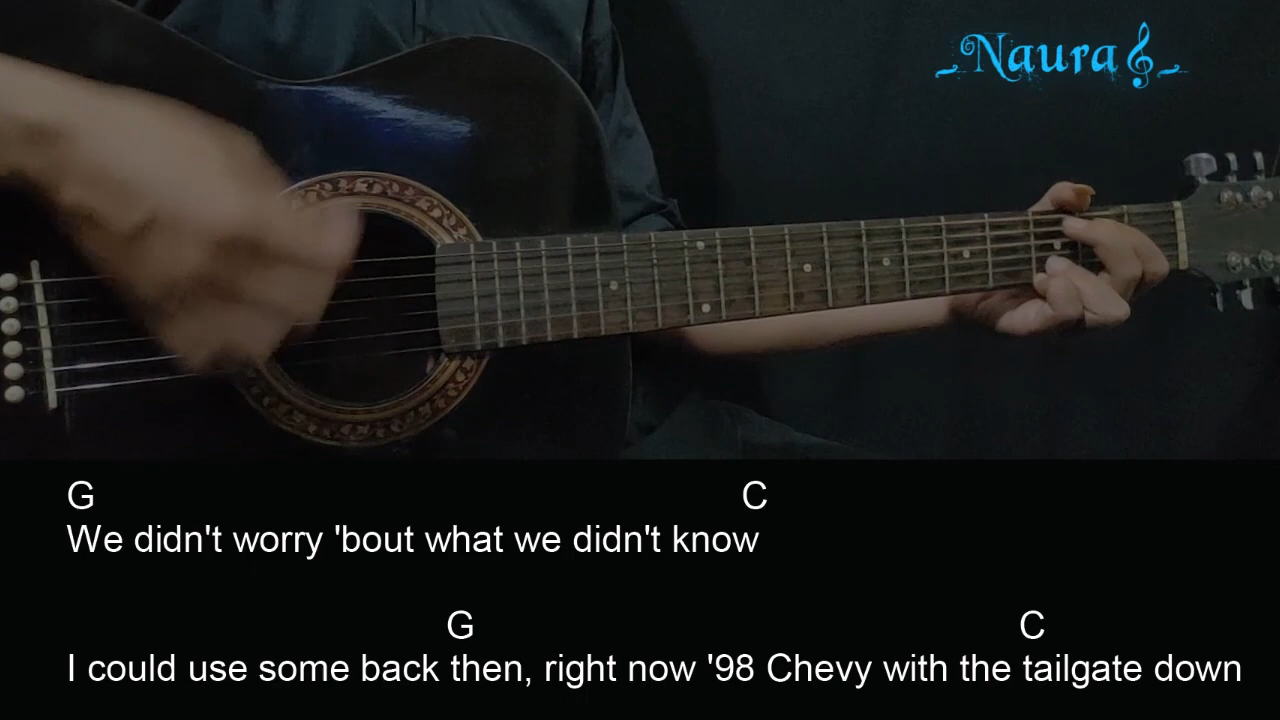 Naura
G C
We didn't worry 'bout what we didn't know
G C
I could use some back then, right now '98 Chevy with the tailgate down